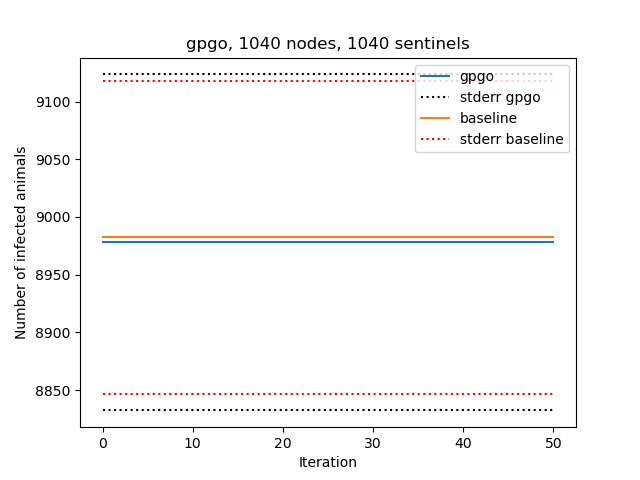 gpgo, 1040 nodes, 1040 sentinels
gpgo
stderr gpgo
baseline
stderr baseline
9100
9050
9000
8950
8900
8850
Number of infected animals
0 10 20 30 40 50
Iteration